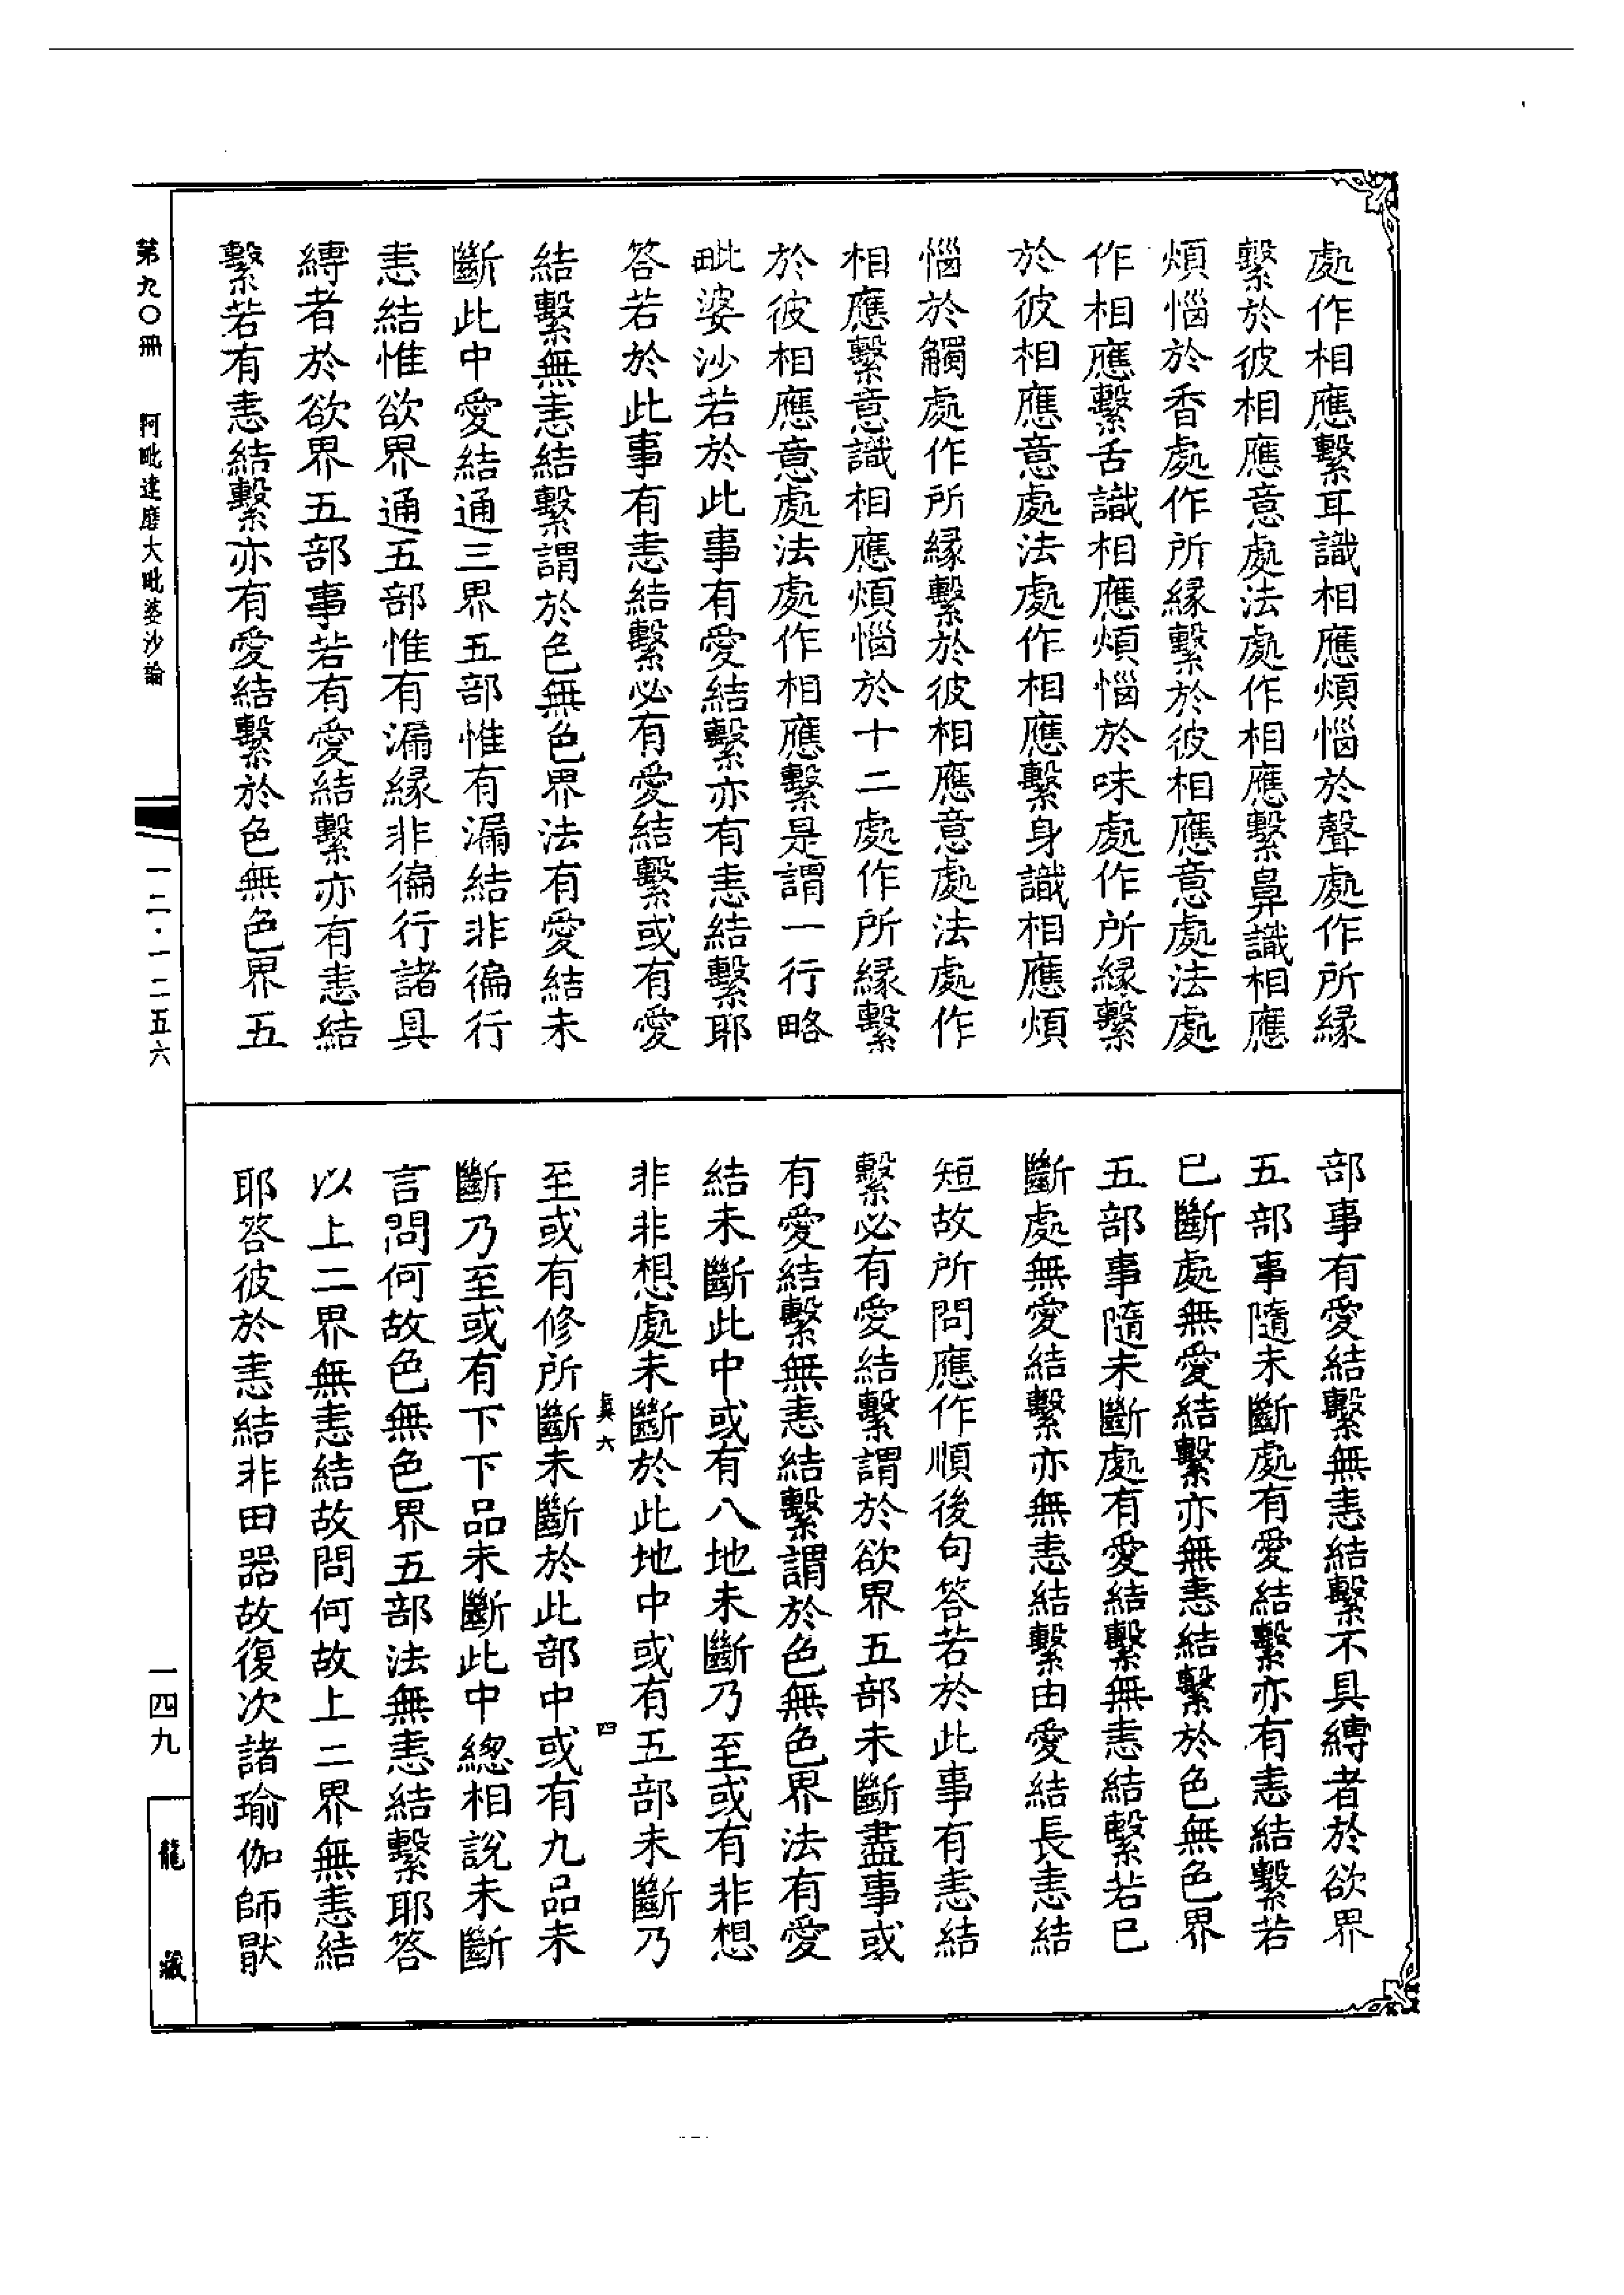 處作相應繫耳識相應煩惱於聲處作所緣
繫於彼相應意處法處作相應繫鼻識相應
煩惱於香處作所緣繫於彼相應意處法處
作相應繫舌識相應煩惱於味處作所緣繫
於彼相應意處法處作相應繫身識相應煩
惱於觸處作所緣繫於彼相應意處法處作
相應繫意識相應煩惱於十二處作所緣繫
於彼相應意處法處作相應繫是謂一行略
毗婆沙若於此事有愛結繫亦有恚結繫耶
答若於此事有恚結繫必有愛結繫或有愛
結繫無恚結繫謂於色無色界法有愛結未
斷此中愛結通三界五部惟有漏結非徧行
恚結惟欲界通五部惟有漏緣非徧行諸具
縛者於欲界五部事若有愛結繫亦有恚結
繫若有恚結繫亦有愛結繫於色無色界五
部事有愛結繫無恚結繫不具縛者於欲界
五部事隨未斷處有愛結繫亦有恚結繫若
已斷處無愛結繫亦無恚結繫於色無色界
五部事隨未斷處有愛結繫無恚結繫若已
斷處無愛結繫亦無恚結繫由愛結長恚結
短故所問應作順後句答若於此事有恚結
繫必有愛結繫謂於欲界五部未斷盡事或
有愛結繫無恚結繫謂於色無色界法有愛
結未斷此中或有八地未斷乃至或有非想
非非想處未斷於此地中或有五部未斷乃
真六 四
至或有修所斷未斷於此部中或有九品未
斷乃至或有下下品未斷此中總相說未斷
言問何故色無色界五部法無恚結繫耶答
以上二界無恚結故問何故上二界無恚結
耶答彼於恚結非田器故復次諸瑜伽師厭
第九〇冊 阿毗達磨大毗婆沙論
一二·一二五六
一四九
龍藏